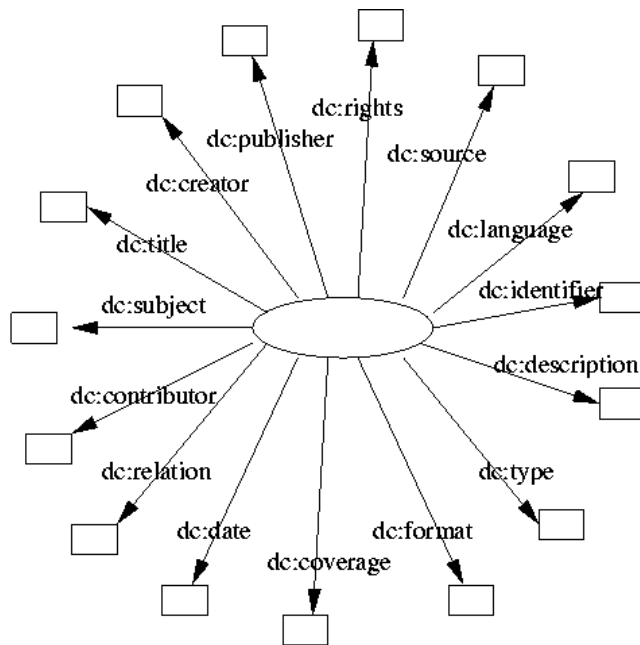 dc:rights
dc:publisher
dc:source
dc:creator
dc:language
dc:title
dc:identifier
dc:subject
dc:description
dc:contributor
dc:relation
dc:type
dc:date
dc:format
dc:coverage